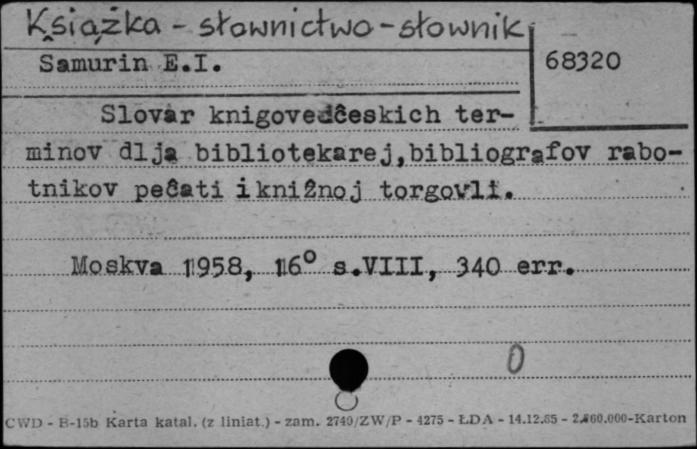 Książka - słownictwo - słownik
Samurin E.I.
68320
Slovar knigovedčeskich ter-
minov dlja bibliotekarej, bibliografov rabo-
tnikov pečati i knižnoj torgovli.
Moskva 1958, 16° s.VIII, 340 err.
0
CWD - B-15b Karta katal. (z liniat.) - zam. 2740/ZW/P - 4275 - ŁDA - 14.12.65 - 2.860.000-Karton